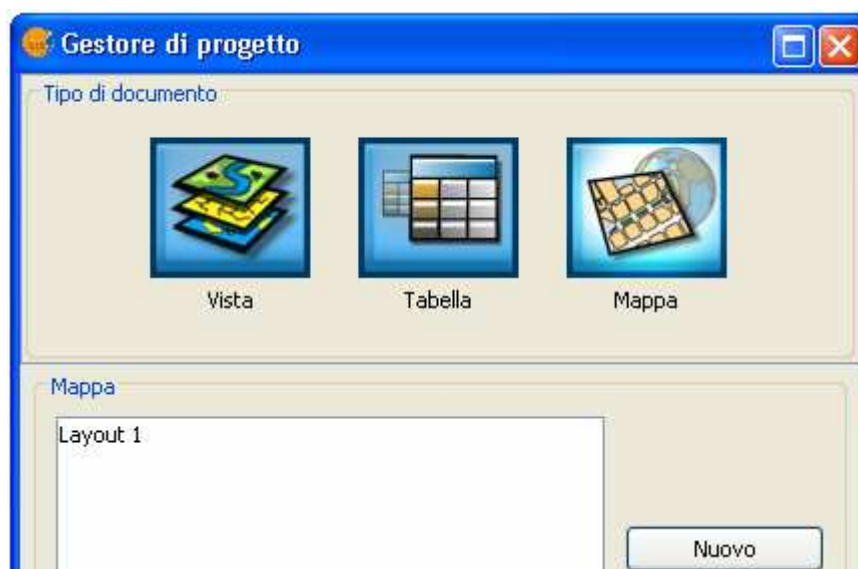 Gestore di progetto
Tipo di documento
Vista Tabella Mappa
Mappa
Layout 1
Nuovo